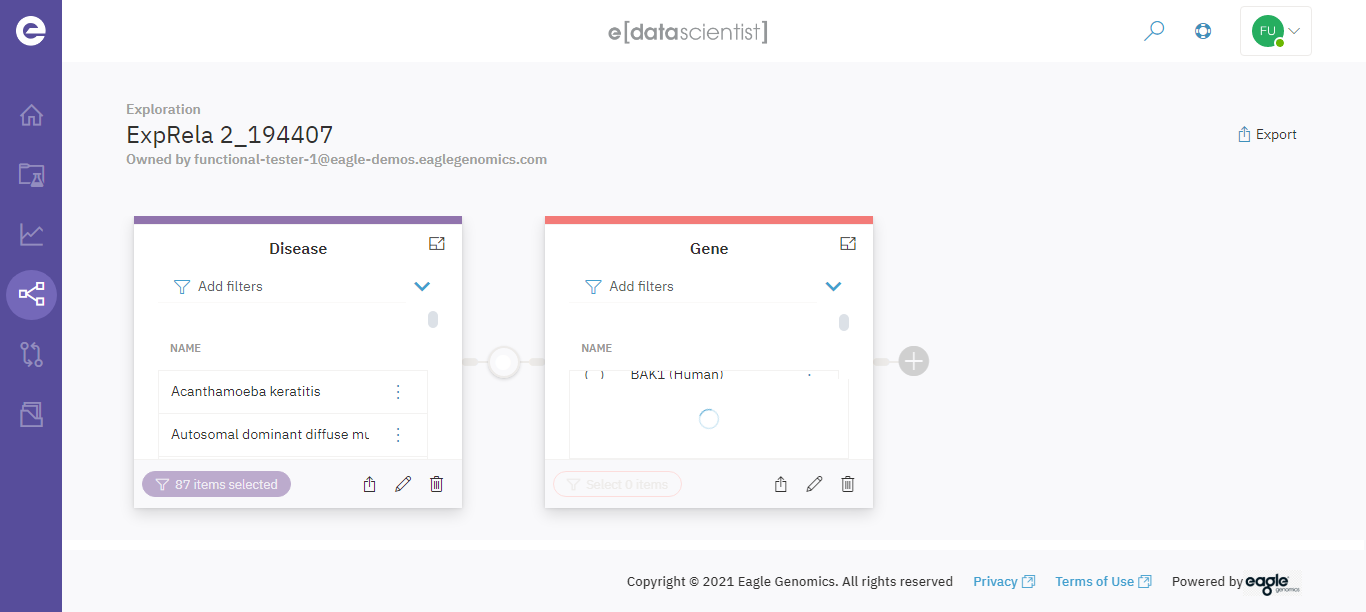 e[datascientist]
FU
Exploration
ExpRela 2_194407
Owned by functional-tester-1@eagle-demos.eaglegenomics.com
Export
Disease
Add filters
NAME
Acanthamoeba keratitis
Autosomal dominant diffuse mu
87 items selected
Gene
Add filters
NAME
BAK1 (Human)
Select 0 items
Copyright © 2021 Eagle Genomics. All rights reserved
Privacy
Terms of Use
Powered by eagle genomics